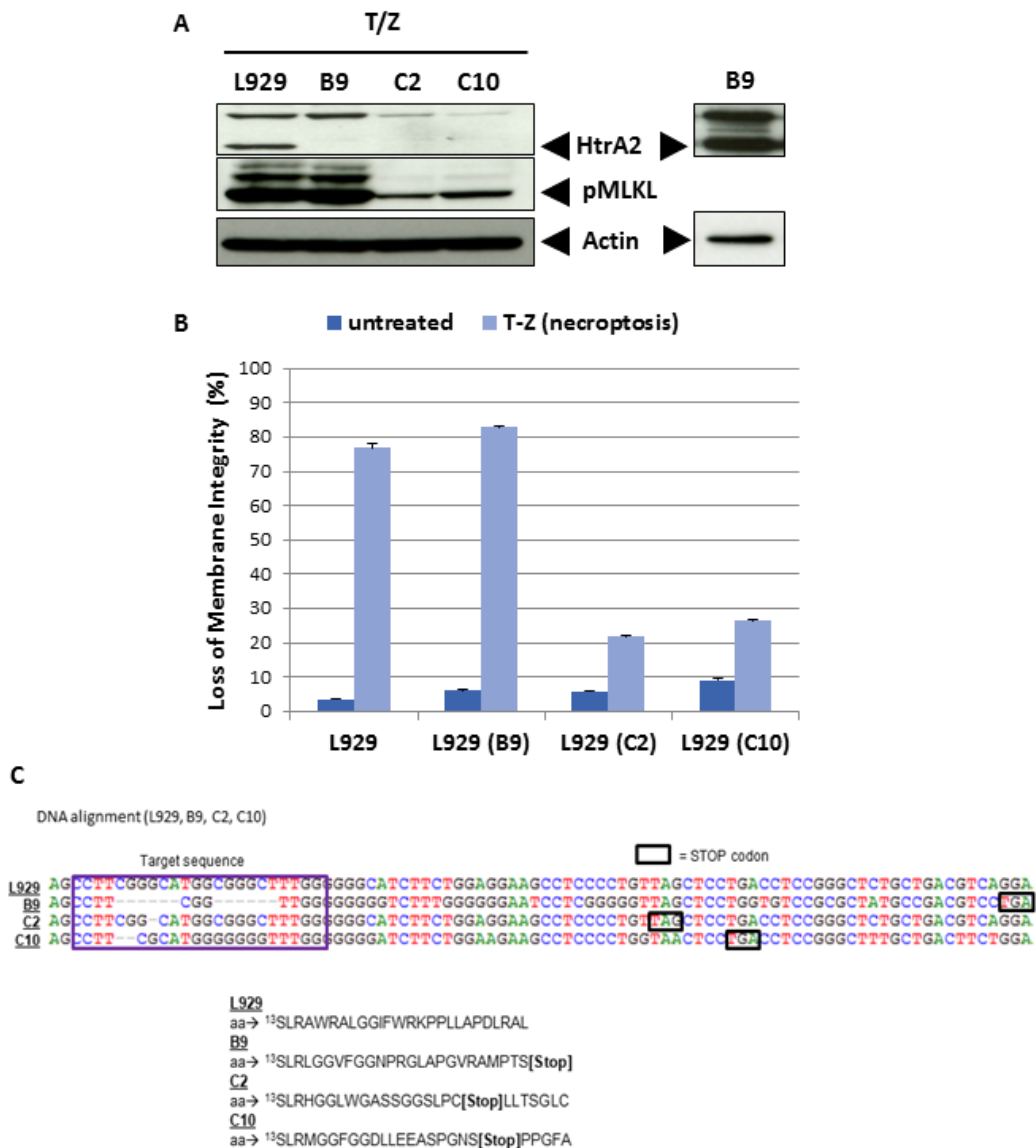 A
T/Z
L929 B9 C2 C10 B9
HtrA2
pMLKL
Actin
B
untreated T-Z (necroptosis)
Loss of Membrane Integrity (%)
100
90
80
70
60
50
40
30
20
10
0
L929 L929 (B9) L929 (C2) L929 (C10)
C
DNA alignment (L929, B9, C2, C10)
Target sequence = STOP codon
L929 AGCCTTCGGGCATGGCGGGCTTTGGGGGGCATCTTCTGGAGGAAGCCTCCCCTGTTAGCTCCTGACCTCCGGGCTCTGCTGACGTCAGGA
B9 AGCCTT------CGG------TTGGGGGGGTCTTTGGGGGGAATCCTCGGGGGTTAGCTCCTGGTGTCCGCGCTATGCCGACGTCCTGA
C2 AGCCTTCGG-CATGGCGGGCTTTGGGGGGCATCTTCTGGAGGAAGCCTCCCCTGTTAGCTCCTGACCTCCGGGCTCTGCTGACGTCAGGA
C10 AGCCTT--CGCATGGGGGGGTTTGGGGGGGATCTTCTGGAAGAAGCCTCCCCTGGTAACTCCTGACCTCCGGGCTTTGCTGACTTCTGGA
L929
aa→ ¹³SLRAWRALGGIFWRKPPLLAPDLRAL
B9
aa→ ¹³SLRLGGVFGGNPRGLAPGVRAMPTS[Stop]
C2
aa→ ¹³SLRHGGLWGASSGGSLPC[Stop]LLTSGLC
C10
aa→ ¹³SLRMGGFGGDLLEEASPGNS[Stop]PPGFA